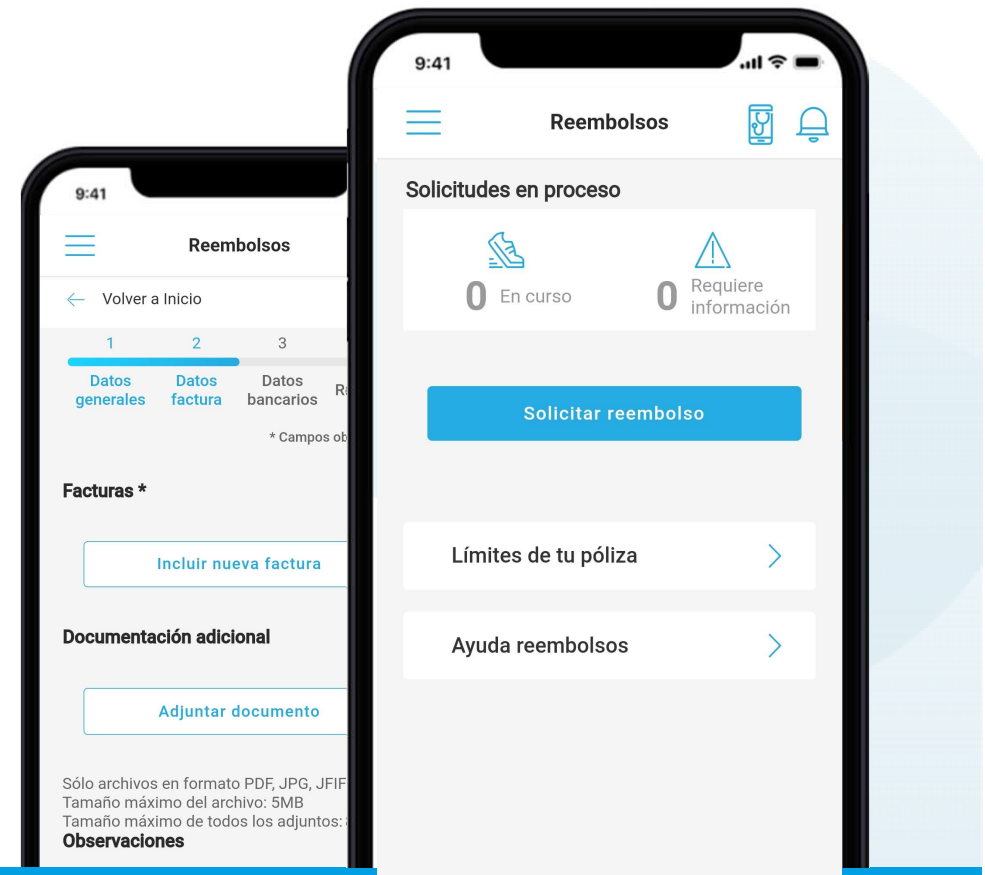 9:41
Reembolsos
Volver a Inicio
1 2 3
Datos generales
Datos factura
Datos bancarios
* Campos
Facturas *
Incluir nueva factura
Documentación adicional
Adjuntar documento
Sólo archivos en formato PDF, JPG, JFIF
Tamaño máximo del archivo: 5MB
Tamaño máximo de todos los adjuntos:
Observaciones
9:41
Reembolsos
Solicitudes en proceso
0 En curso
0 Requiere información
Solicitar reembolso
Límites de tu póliza
Ayuda reembolsos